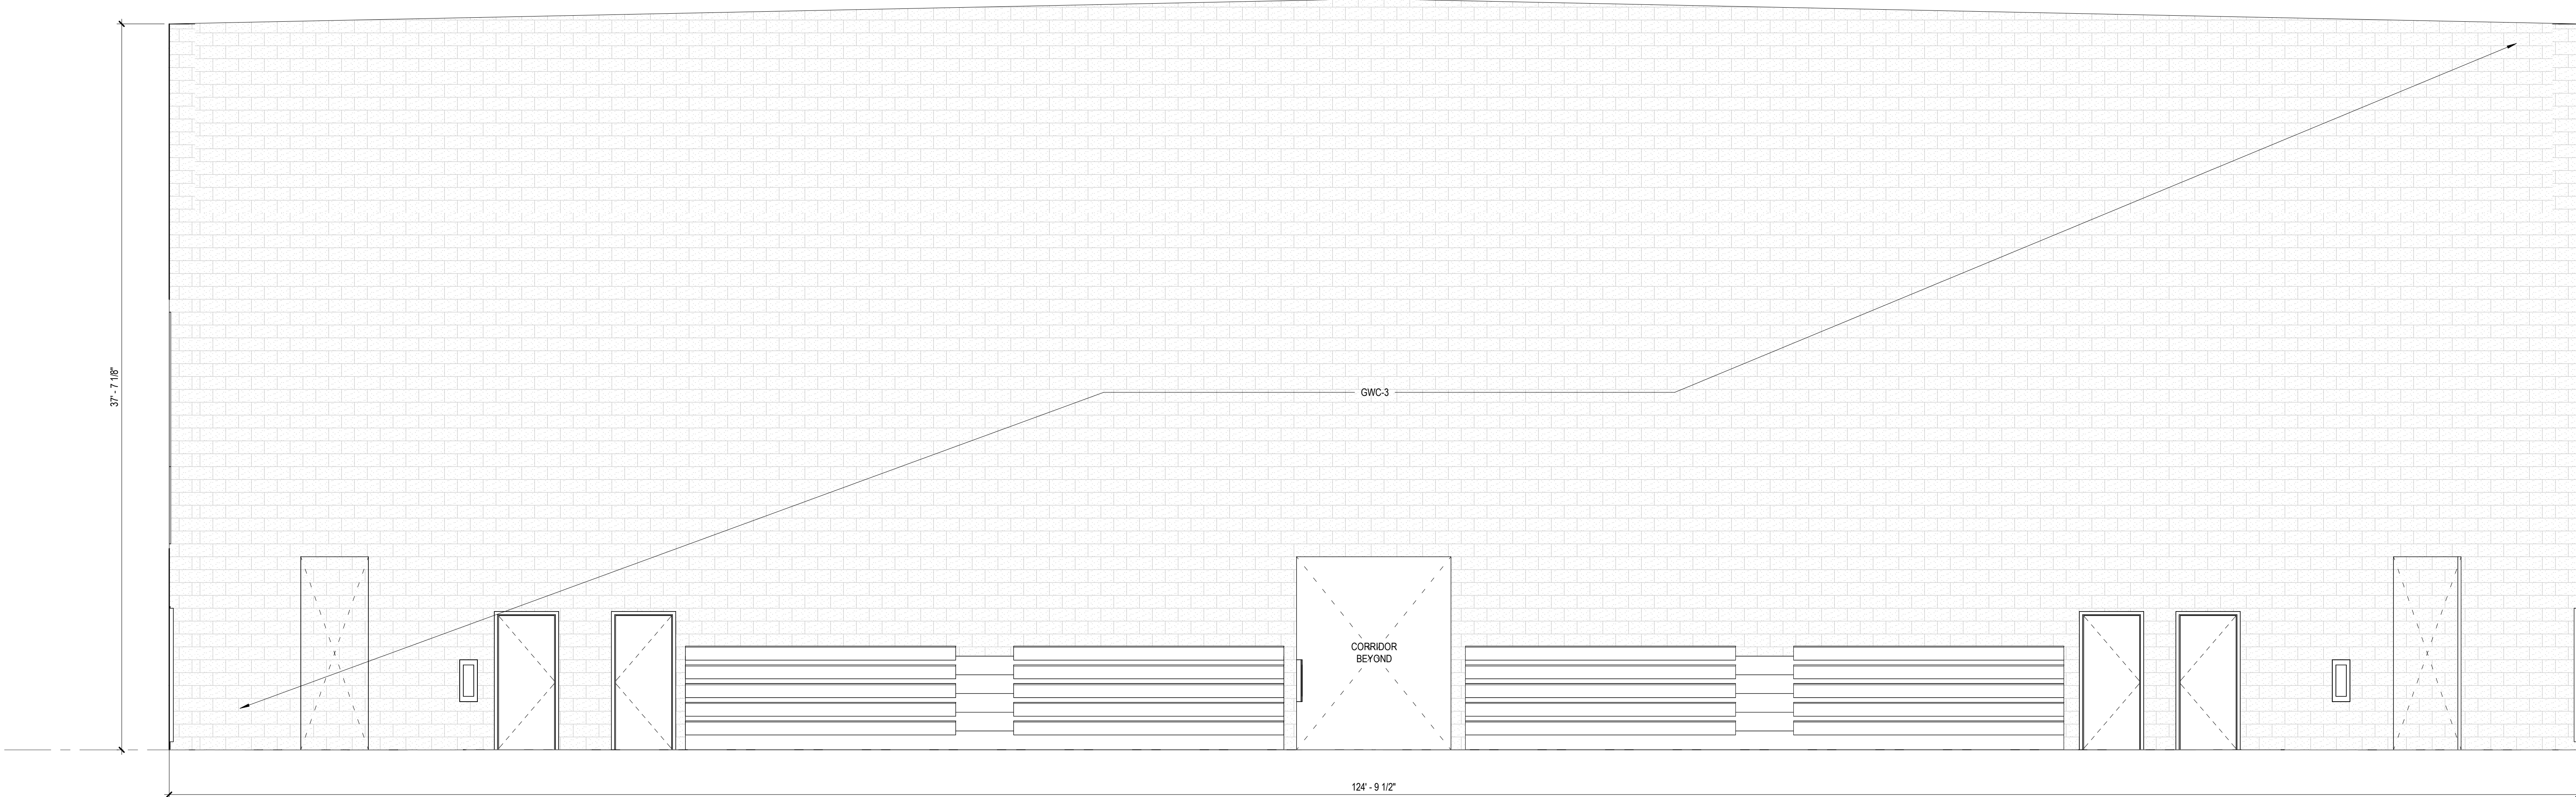 37' - 7 1/8"
GWC-3
CORRIDOR
BEYOND
124' - 9 1/2"